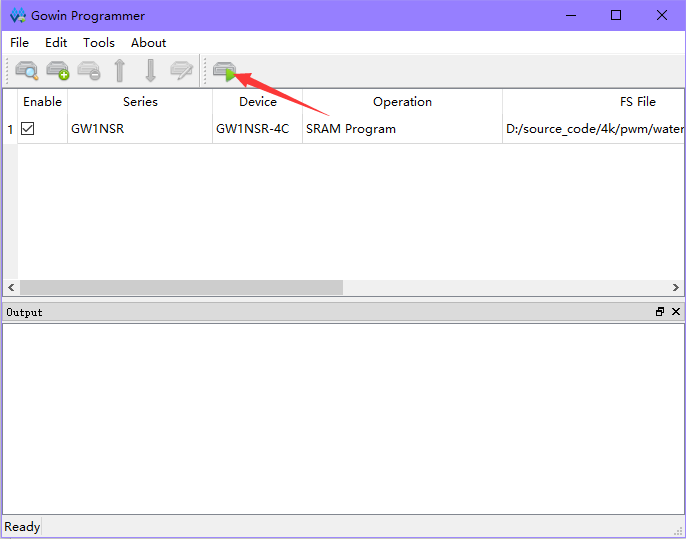 Gowin Programmer
File Edit Tools About
Enable Series Device Operation FS File
1 GW1NSR GW1NSR-4C SRAM Program D:/source_code/4k/pwm/water
Output
Ready